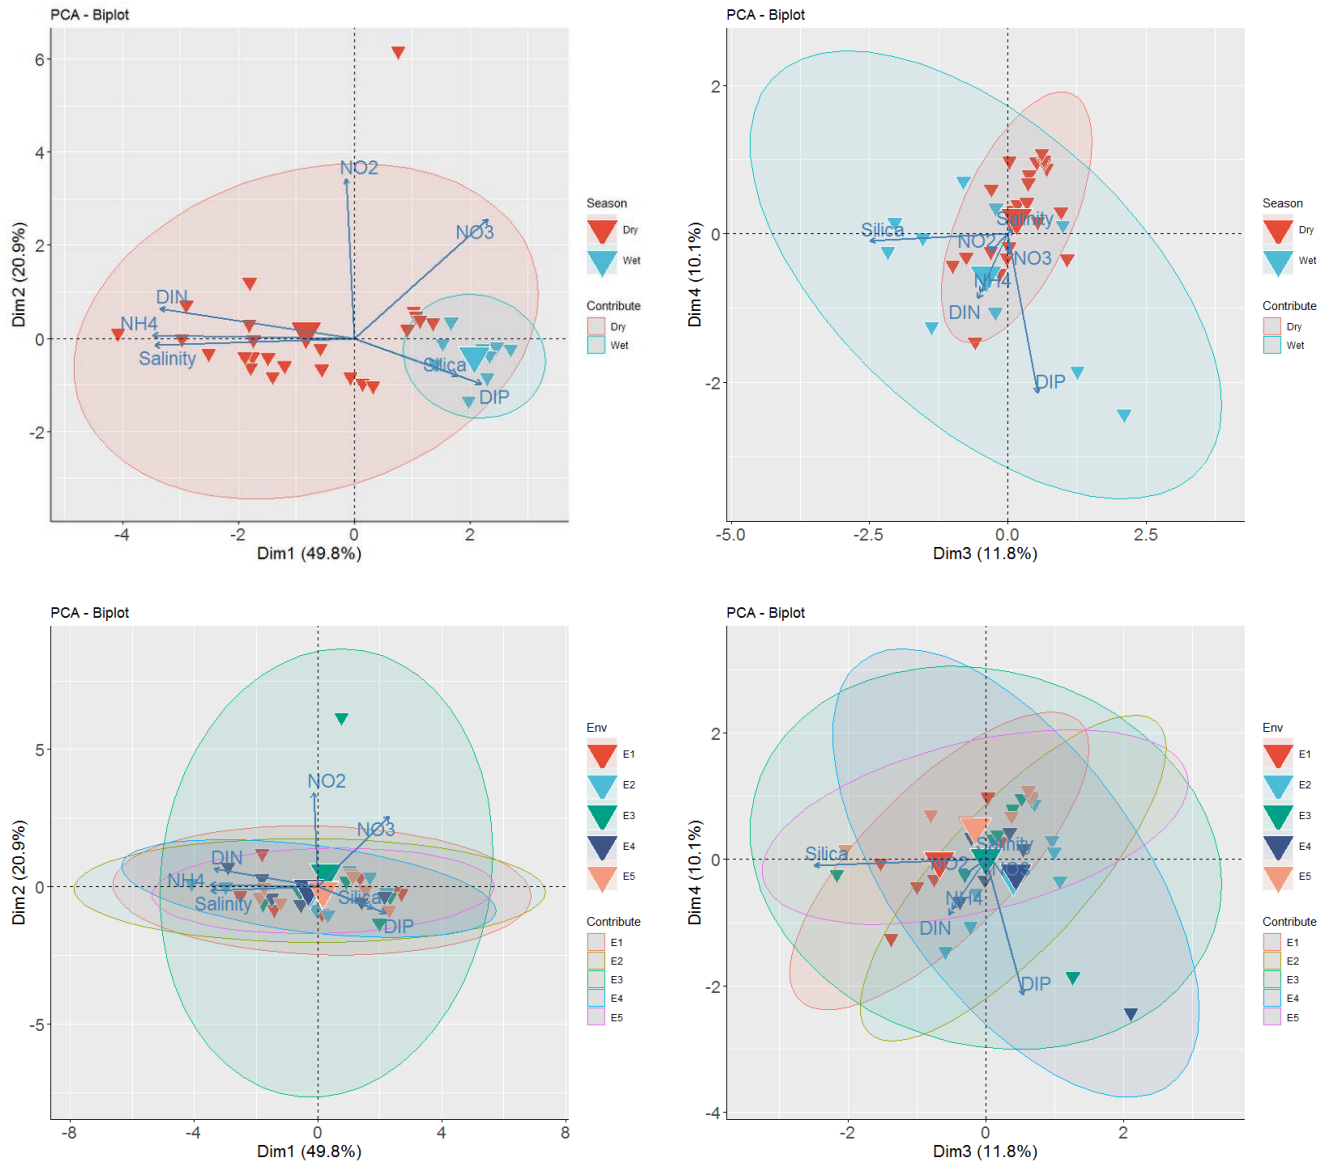 PCA - Biplot
6
4
2
0
-2
-4
-2
0
2
Dim1 (49.8%)
Dim2 (20.9%)
NO2
NO3
DIN
NH4
Salinity
Silica
DIP
Season
Dry
Wet
Contribute
Dry
Wet
PCA - Biplot
2
0
-2
-5.0
-2.5
0.0
2.5
Dim3 (11.8%)
Dim4 (10.1%)
Salinity
Silica
NO2
NO3
NH4
DIN
DIP
Season
Dry
Wet
Contribute
Dry
Wet
PCA - Biplot
5
0
-5
-8
-4
0
4
8
Dim1 (49.8%)
Dim2 (20.9%)
NO2
NO3
DIN
NH4
Salinity
Silica
DIP
Env
E1
E2
E3
E4
E5
Contribute
E1
E2
E3
E4
E5
PCA - Biplot
2
0
-2
-4
-2
0
2
Dim3 (11.8%)
Dim4 (10.1%)
Salinity
Silica
NO2
NO3
NH4
DIN
DIP
Env
E1
E2
E3
E4
E5
Contribute
E1
E2
E3
E4
E5